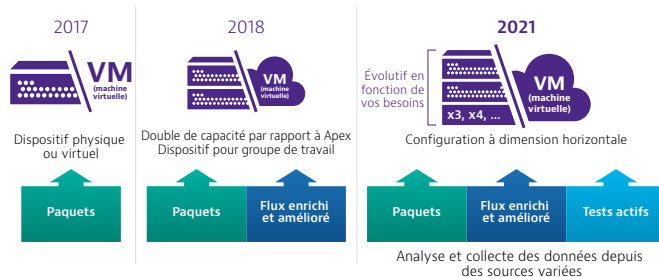 2017
VM
(machine
virtuelle)
Dispositif physique
ou virtuel
Paquets
2018
VM
(machine
virtuelle)
Double de capacité par rapport à Apex
Dispositif pour groupe de travail
Paquets
Flux enrichi
et amélioré
2021
Évolutif en
fonction de
vos besoins
x3, x4, ...
VM
(machine
virtuelle)
Configuration à dimension horizontale
Paquets
Flux enrichi
et amélioré
Tests actifs
Analyse et collecte des données depuis
des sources variées